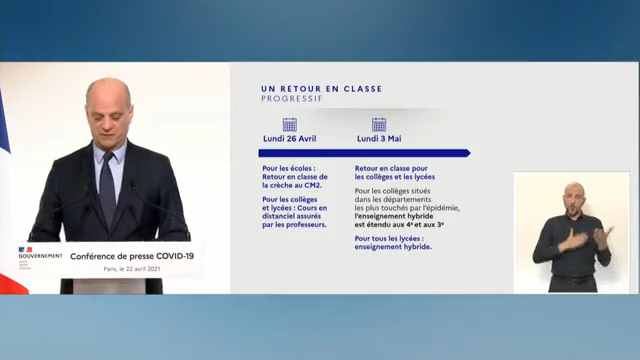 UN RETOUR EN CLASSE
PROGRESSIF
Lundi 26 Avril
Lundi 3 Mai
Pour les écoles :
Retour en classe de
la crèche au CM2.
Pour les collèges
et lycées : Cours en
distanciel assurés
par les professeurs.
Retour en classe pour
les collèges et les lycées
Pour les collèges situés
dans les départements
les plus touchés par l'épidémie,
l'enseignement hybride
est étendu aux 4e et aux 3e
Pour tous les lycées :
enseignement hybride.
GOUVERNEMENT
Conférence de presse COVID-19
Paris, le 22 avril 2021